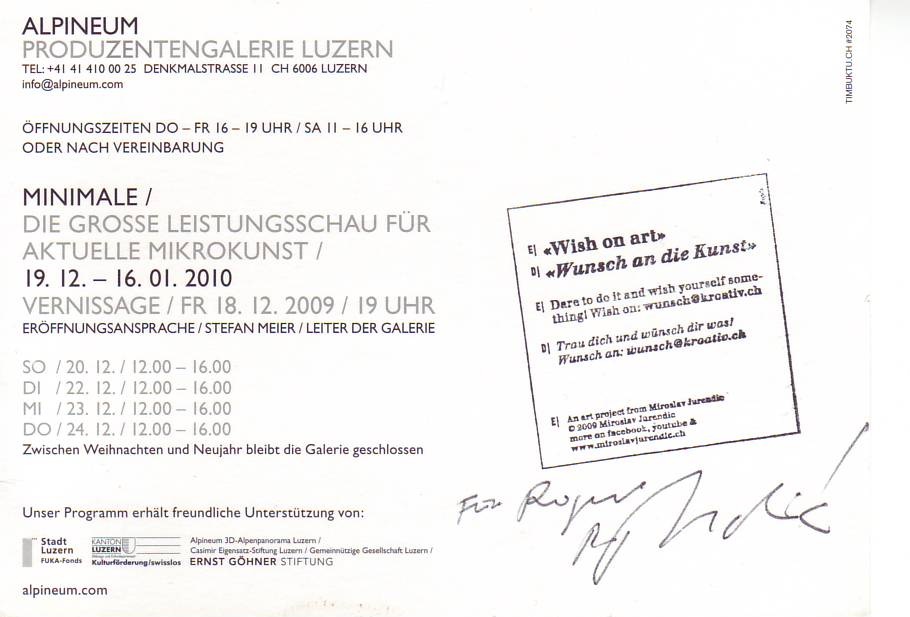 ALPINEUM
PRODUZENTENGALERIE LUZERN
TEL: +41 41 410 00 25 DENKMALSTRASSE 11 CH 6006 LUZERN
info@alpineum.com
ÖFFNUNGSZEITEN DO – FR 16 – 19 UHR / SA 11 – 16 UHR
ODER NACH VEREINBARUNG
MINIMALE /
DIE GROSSE LEISTUNGSSCHAU FÜR
AKTUELLE MIKROKUNST /
19. 12. – 16. 01. 2010
VERNISSAGE / FR 18. 12. 2009 / 19 UHR
ERÖFFNUNGSANSPRACHE / STEFAN MEIER / LEITER DER GALERIE
SO / 20. 12. / 12.00 – 16.00
DI / 22. 12. / 12.00 – 16.00
MI / 23. 12. / 12.00 – 16.00
DO / 24. 12. / 12.00 – 16.00
Zwischen Weihnachten und Neujahr bleibt die Galerie geschlossen
Unser Programm erhält freundliche Unterstützung von:
Stadt
Luzern
FUKA-Fonds
KANTON
LUZERN
Kulturförderung/swisslos
Alpineum 3D-Alpenpanorama Luzern /
Casimir Eigensatz-Stiftung Luzern / Gemeinnützige Gesellschaft Luzern /
ERNST GÖHNER STIFTUNG
alpineum.com
TIMBUKTU.CH #2074
E| «Wish on art»
D| «Wunsch an die Kunst»
E| Dare to do it and wish yourself some-
thing! Wish on: wunsch@kroativ.ch
D| Trau dich und wünsch dir was!
Wunsch an: wunsch@kroativ.ch
E| An art project from Miroslav Jurendic
© 2009 Miroslav Jurendic
more on facebook, youtube &
www.miroslavjurendic.ch
Für Roger